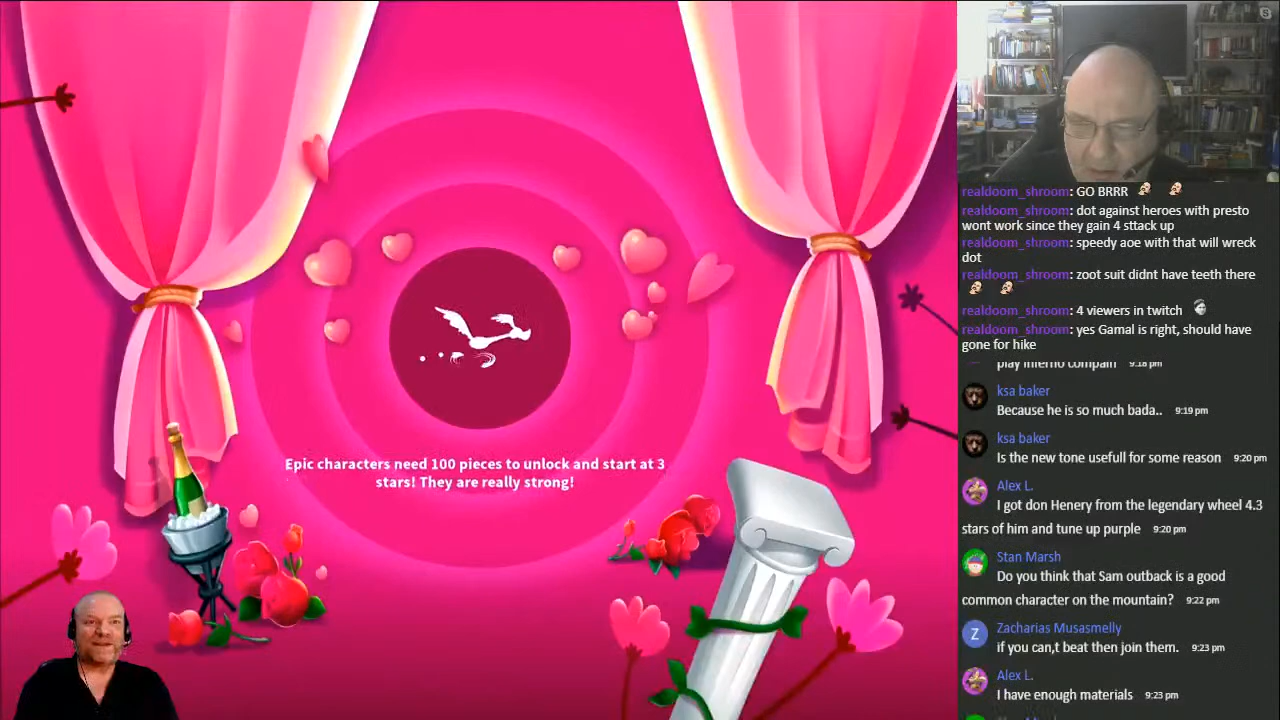 Epic characters need 100 pieces to unlock and start at 3
stars! They are really strong!
realdoom_shroom: GO BRRR
realdoom_shroom: dot against heroes with presto
wont work since they gain 4 sttack up
realdoom_shroom: speedy aoe with that will wreck
dot
realdoom_shroom: zoot suit didnt have teeth there
realdoom_shroom: 4 viewers in twitch
realdoom_shroom: yes Gamal is right, should have
gone for hike
play inferno compain 9:18 pm
ksa baker
Because he is so much bada.. 9:19 pm
ksa baker
Is the new tone usefull for some reason 9:20 pm
Alex L.
I got don Henery from the legendary wheel 4.3
stars of him and tune up purple 9:20 pm
Stan Marsh
Do you think that Sam outback is a good
common character on the mountain? 9:22 pm
Z
Zacharias Musasmelly
if you can,t beat then join them. 9:23 pm
Alex L.
I have enough materials 9:23 pm